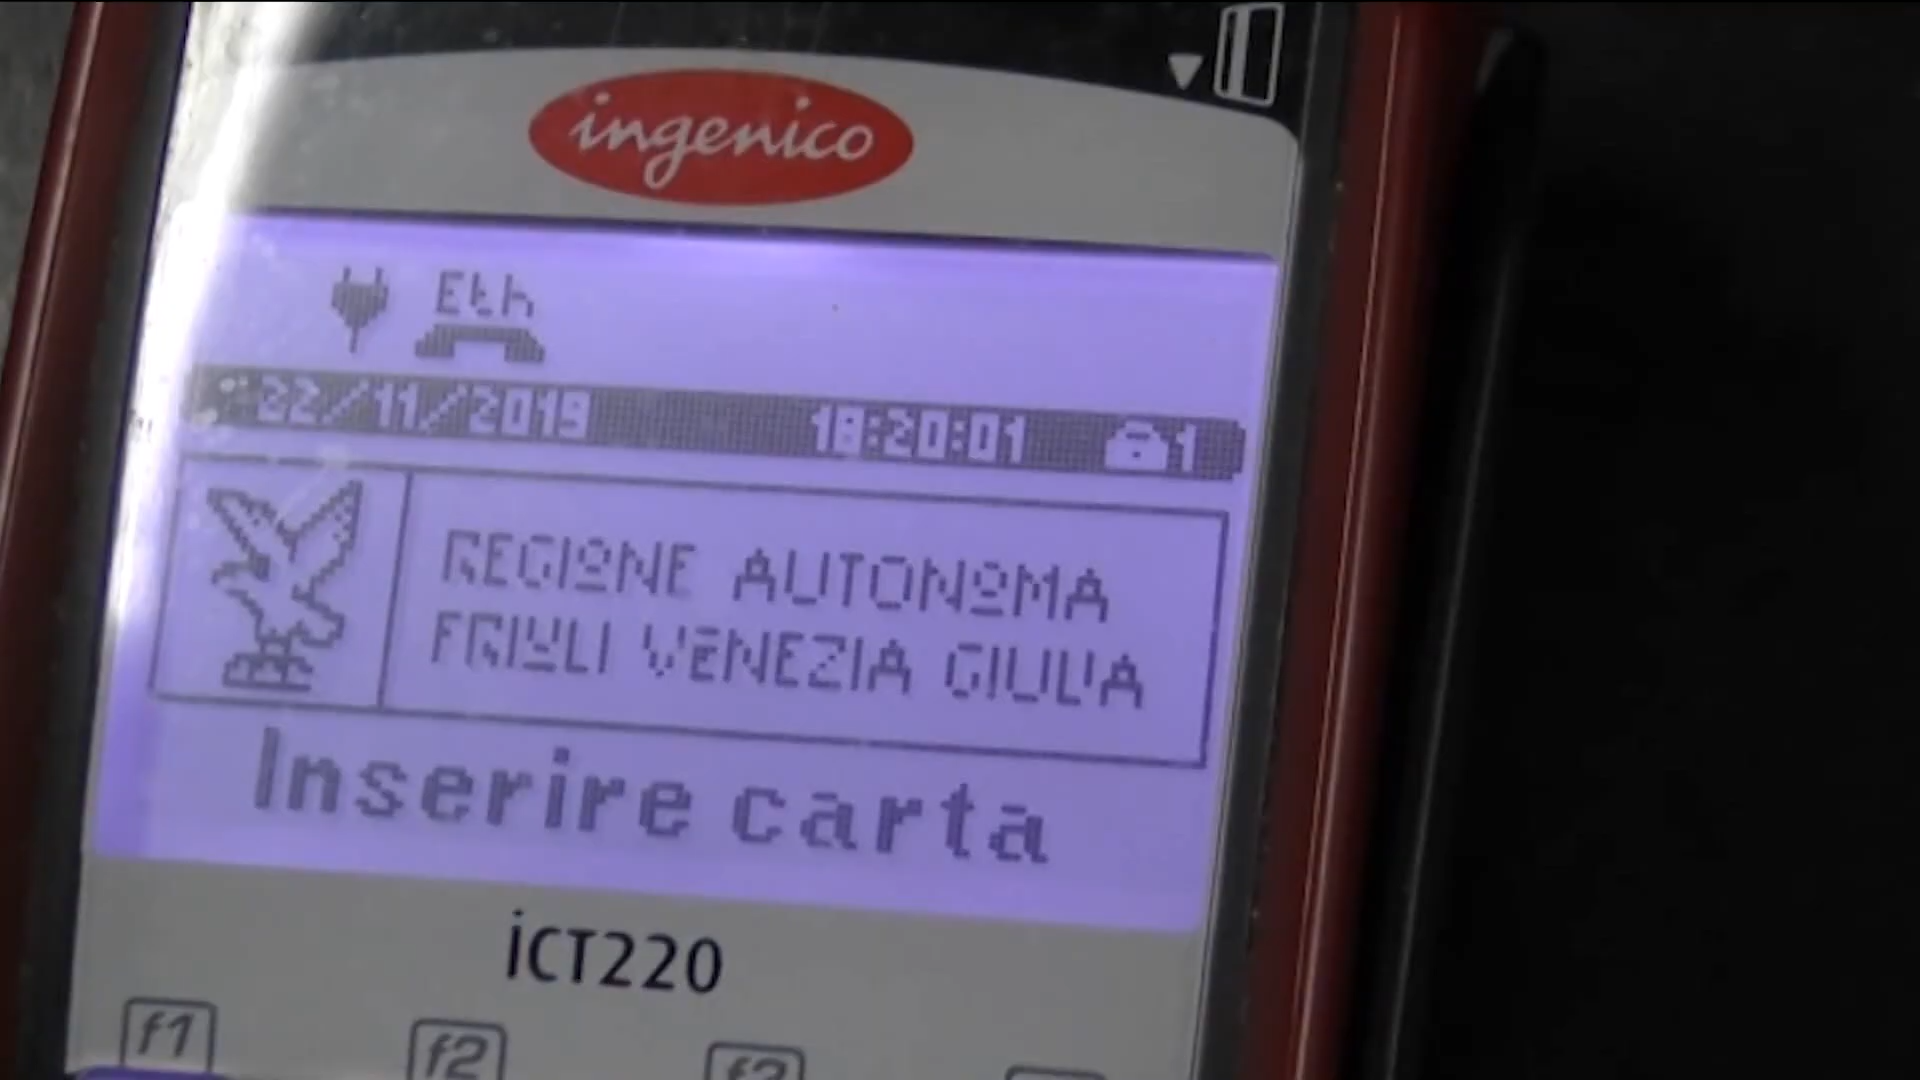 ingenico
Eth
22/11/2019 18:20:01 1
REGIONE AUTONOMA
FRIULI VENEZIA GIULIA
Inserire carta
iCT220
f1 f2 f3